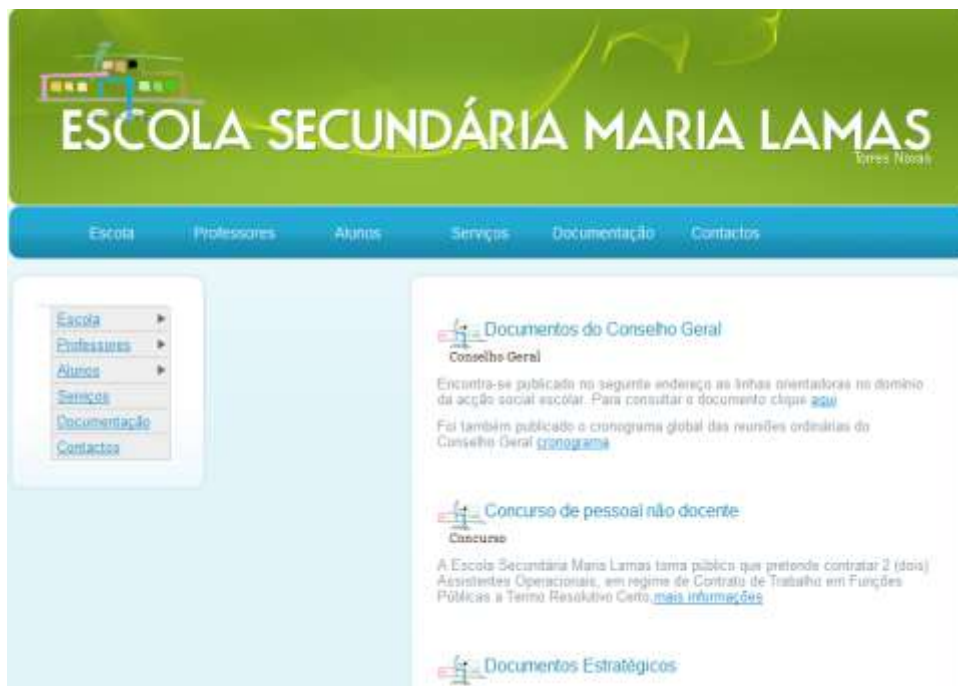 ESCOLA SECUNDÁRIA MARIA LAMAS
Torres Novas
Escola Professores Alunos Serviços Documentação Contactos
Escola
Professores
Alunos
Serviços
Documentação
Contactos
Documentos do Conselho Geral
Conselho Geral
Encontra-se publicado no seguinte endereço as linhas orientadoras no domínio
da acção social escolar. Para consultar o documento clique aqui
Foi também publicado o cronograma global das reuniões ordinárias do
Conselho Geral cronograma
Concurso de pessoal não docente
Concurso
A Escola Secundária Maria Lamas torna público que pretende contratar 2 (dois)
Assistentes Operacionais, em regime de Contrato de Trabalho em Funções
Públicas a Termo Resolutivo Certo,mais informações
Documentos Estratégicos